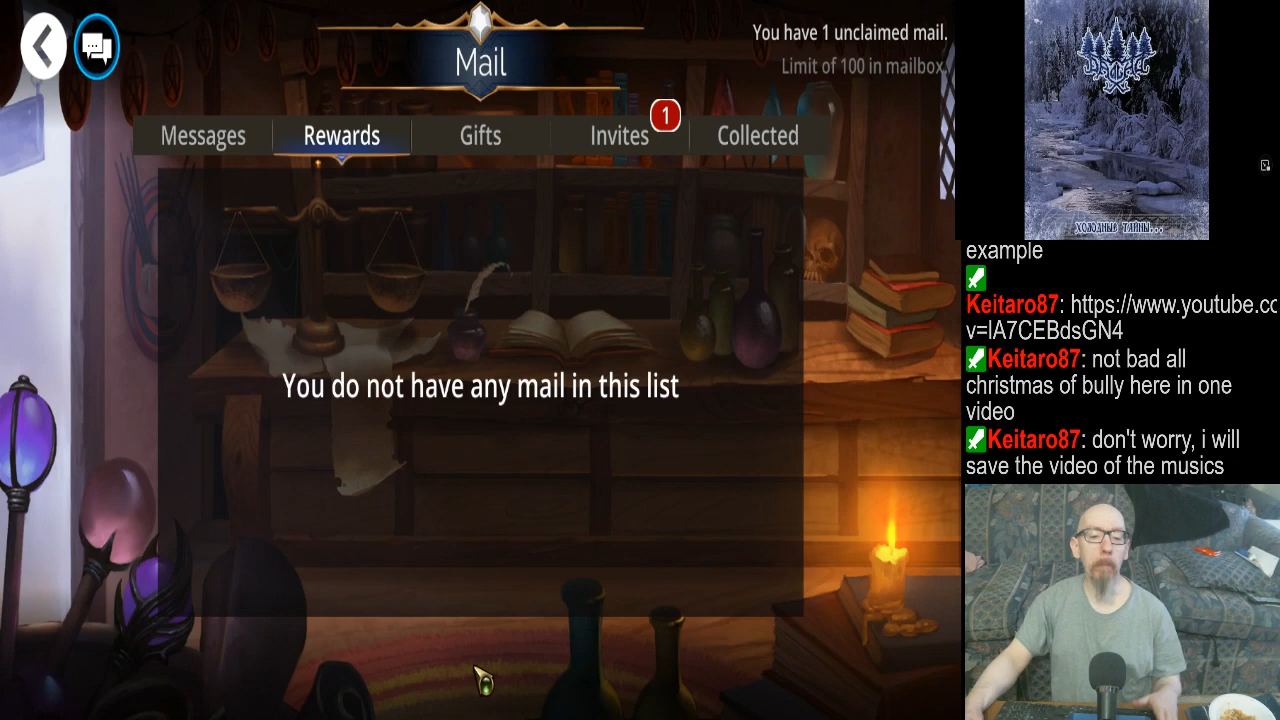 Mail
You have 1 unclaimed mail.
Limit of 100 in mailbox.
Messages
Rewards
Gifts
Invites
1
Collected
You do not have any mail in this list
ХОЛОДНЫЕ ТАЙНЫ...
example
Keitaro87: https://www.youtube.co
v=IA7CEBdsGN4
Keitaro87: not bad all
christmas of bully here in one
video
Keitaro87: don't worry, i will
save the video of the musics